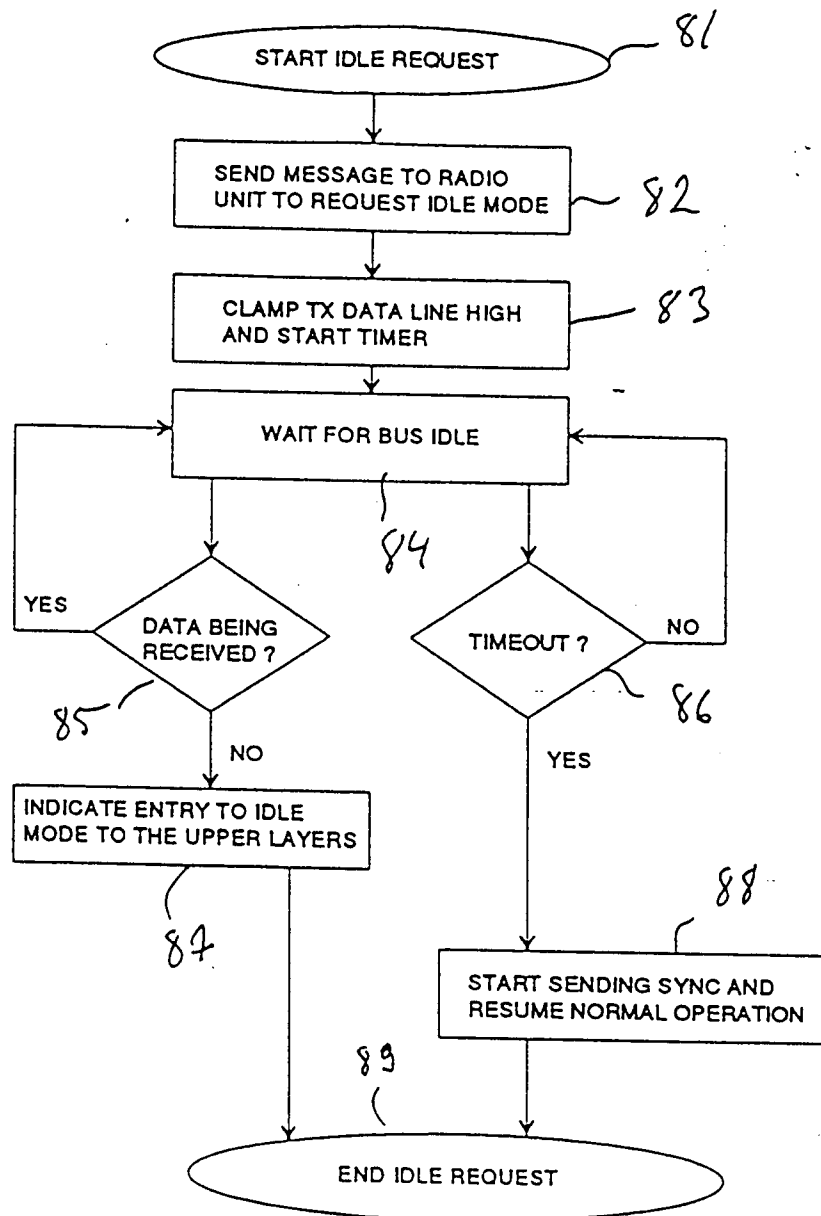 START IDLE REQUEST
81
SEND MESSAGE TO RADIO
UNIT TO REQUEST IDLE MODE
82
CLAMP TX DATA LINE HIGH
AND START TIMER
83
WAIT FOR BUS IDLE
84
YES
DATA BEING
RECEIVED ?
85
TIMEOUT ?
NO
86
NO
YES
INDICATE ENTRY TO IDLE
MODE TO THE UPPER LAYERS
87
88
START SENDING SYNC AND
RESUME NORMAL OPERATION
89
END IDLE REQUEST